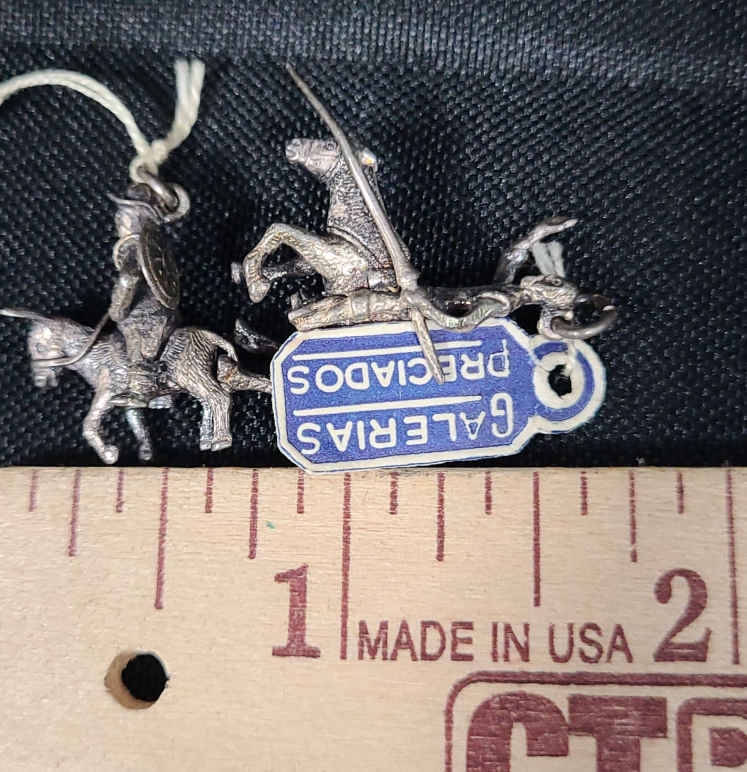 GALERIAS
PRECIADOS
1
MADE IN USA
2